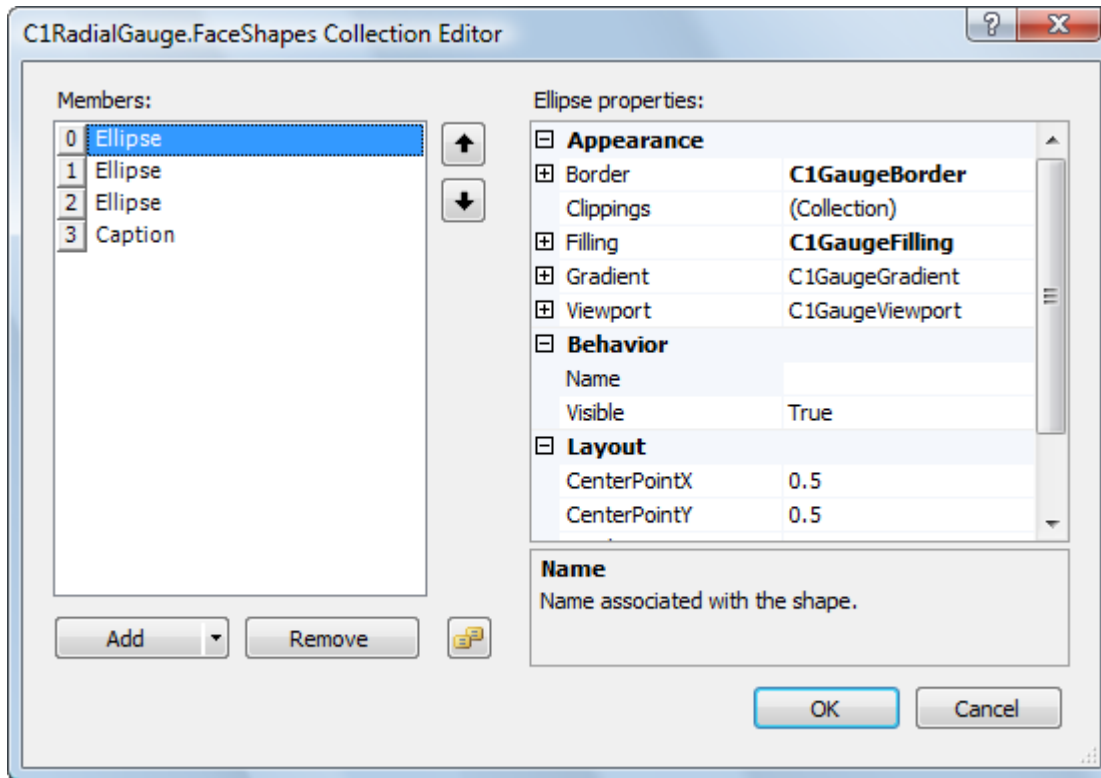 C1RadialGauge.FaceShapes Collection Editor
Members:
0 Ellipse
1 Ellipse
2 Ellipse
3 Caption
Add
Remove
Ellipse properties:
Appearance
Border C1GaugeBorder
Clippings (Collection)
Filling C1GaugeFilling
Gradient C1GaugeGradient
Viewport C1GaugeViewport
Behavior
Name
Visible True
Layout
CenterPointX 0.5
CenterPointY 0.5
Name
Name associated with the shape.
OK
Cancel